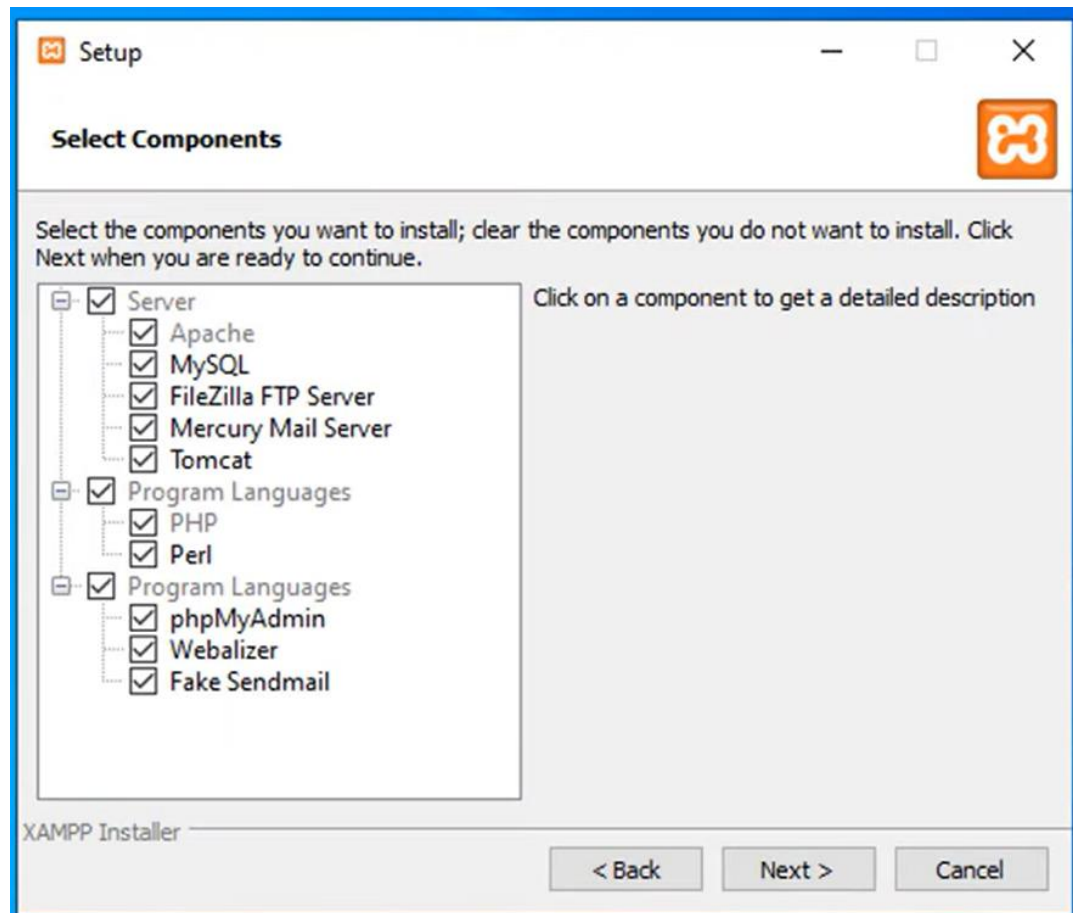 Setup
Select Components
Select the components you want to install; clear the components you do not want to install. Click
Next when you are ready to continue.
Server
Apache
MySQL
FileZilla FTP Server
Mercury Mail Server
Tomcat
Program Languages
PHP
Perl
Program Languages
phpMyAdmin
Webalizer
Fake Sendmail
Click on a component to get a detailed description
XAMPP Installer
< Back
Next >
Cancel